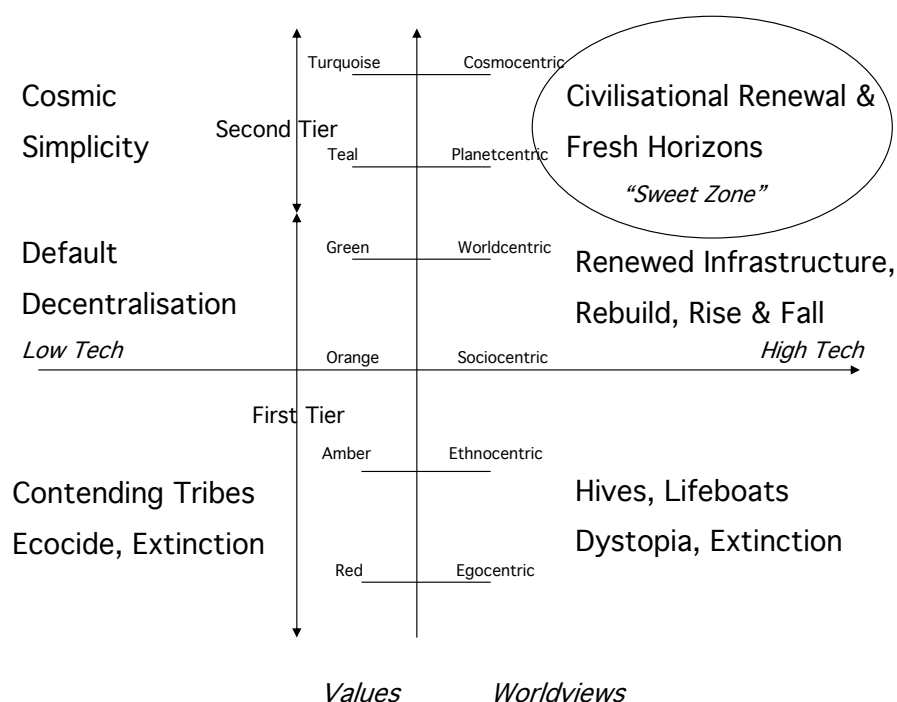 Turquoise Cosmocentric
Cosmic
Simplicity
Civilisational Renewal &
Fresh Horizons
"Sweet Zone"
Second Tier
Teal Planetcentric
Default
Decentralisation
Green Worldcentric
Renewed Infrastructure,
Rebuild, Rise & Fall
Low Tech
Orange Sociocentric
High Tech
First Tier
Amber Ethnocentric
Contending Tribes
Ecocide, Extinction
Hives, Lifeboats
Dystopia, Extinction
Red Egocentric
Values Worldviews